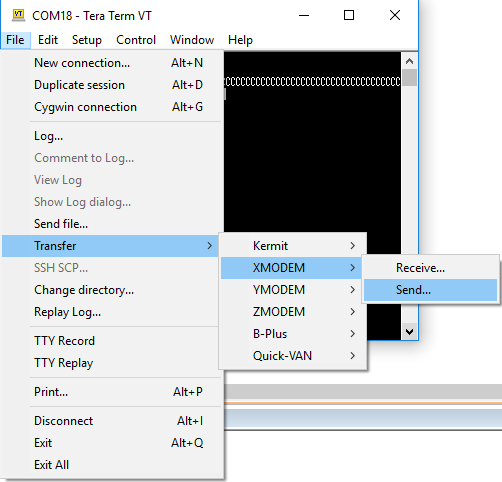 VT COM18 - Tera Term VT
File Edit Setup Control Window Help
New connection... Alt+N
Duplicate session Alt+D
Cygwin connection Alt+G
Log...
Comment to Log...
View Log
Show Log dialog...
Send file...
Transfer
SSH SCP...
Change directory...
Replay Log...
TTY Record
TTY Replay
Print... Alt+P
Disconnect Alt+I
Exit Alt+Q
Exit All
Kermit
XMODEM
YMODEM
ZMODEM
B-Plus
Quick-VAN
Receive...
Send...